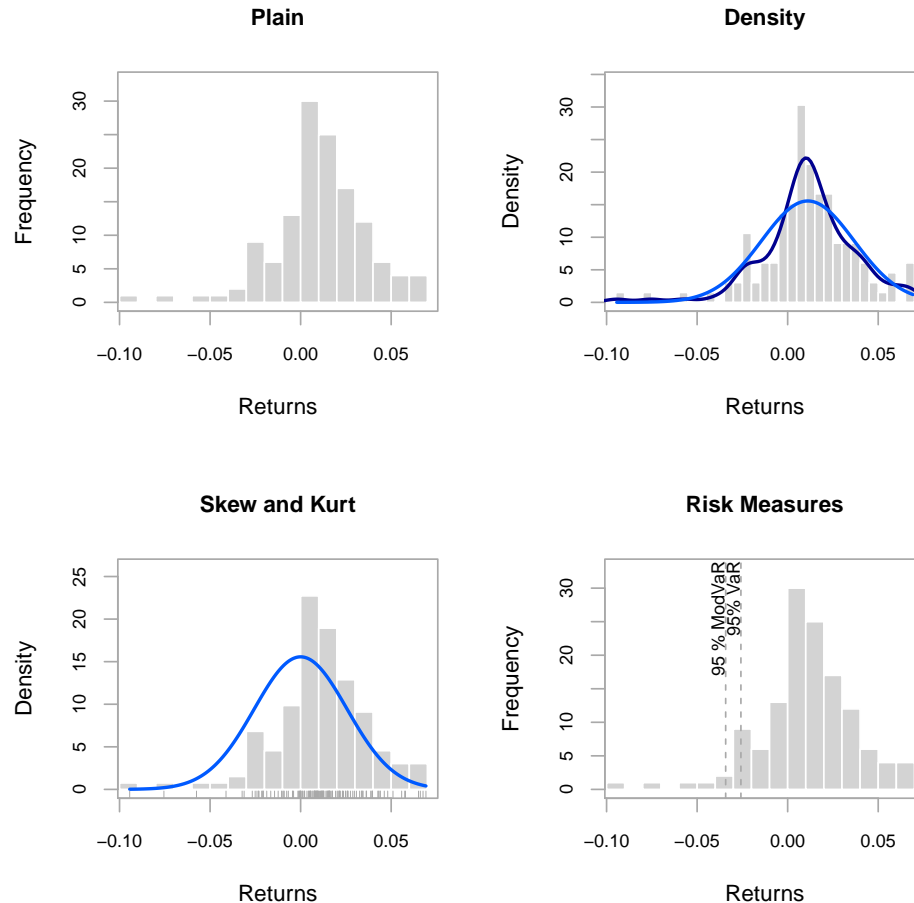 Plain
Frequency
0
5
10
20
30
−0.10
−0.05
0.00
0.05
Returns
Density
Density
0
5
10
20
30
−0.10
−0.05
0.00
0.05
Returns
Skew and Kurt
Density
0
5
10
15
20
25
−0.10
−0.05
0.00
0.05
Returns
Risk Measures
Frequency
0
5
10
20
30
95 % ModVaR
95% VaR
−0.10
−0.05
0.00
0.05
Returns